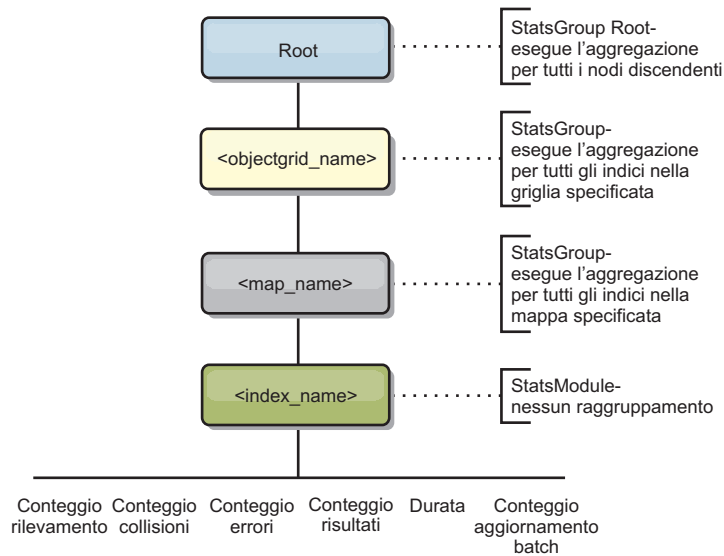 Root
StatsGroup Root-
esegue l'aggregazione
per tutti i nodi discendenti
<objectgrid_name>
StatsGroup-
esegue l'aggregazione
per tutti gli indici nella
griglia specificata
<map_name>
StatsGroup-
esegue l'aggregazione
per tutti gli indici nella
mappa specificata
<index_name>
StatsModule-
nessun raggruppamento
Conteggio
rilevamento
Conteggio
collisioni
Conteggio
errori
Conteggio
risultati
Durata
Conteggio
aggiornamento
batch